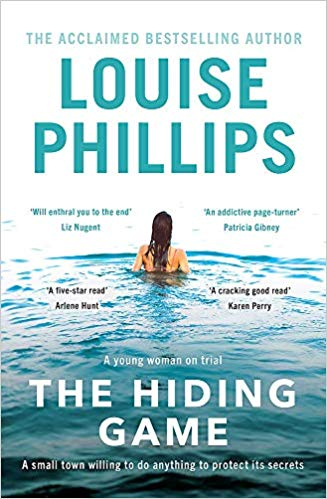 THE ACCLAIMED BESTSELLING AUTHOR
LOUISE
PHILLIPS
'Will enthral you to the end'
Liz Nugent
'An addictive page-turner'
Patricia Gibney
'A five-star read'
Arlene Hunt
'A cracking good read'
Karen Perry
A young woman on trial
THE HIDING
GAME
A small town willing to do anything to protect its secrets